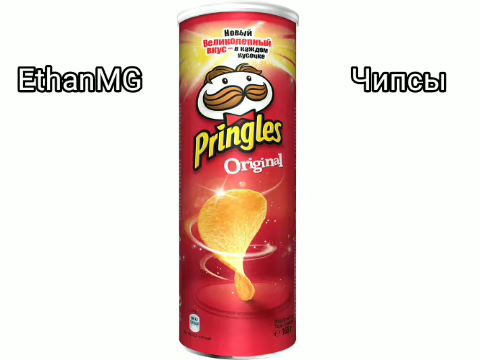 Новый
Великолепный
вкус – в каждом
кусочке
EthanMG
Чипсы
Pringles
Original